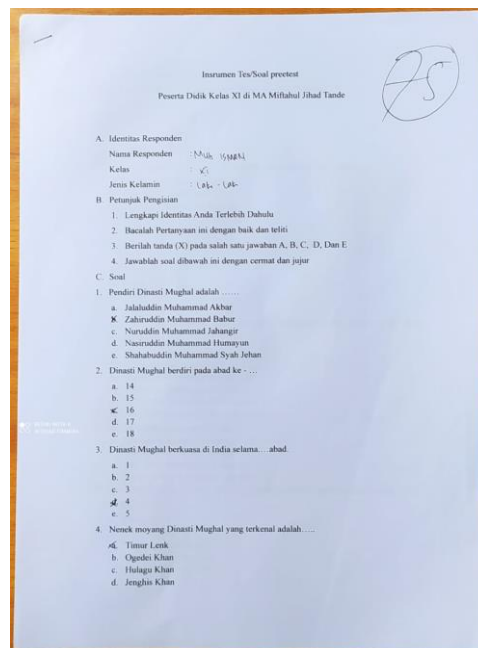 75
Insrumen Tes/Soal preetest
Peserta Didik Kelas XI di MA Miftahul Jihad Tande
A. Identitas Responden
Nama Responden : Muh ISMAN
Kelas : XI
Jenis Kelamin : Laki - Laki
B. Petunjuk Pengisian
1. Lengkapi Identitas Anda Terlebih Dahulu
2. Bacalah Pertanyaan ini dengan baik dan teliti
3. Berilah tanda (X) pada salah satu jawaban A, B, C, D, Dan E
4. Jawablah soal dibawah ini dengan cermat dan jujur
C. Soal
1. Pendiri Dinasti Mughal adalah ……
a. Jalaluddin Muhammad Akbar
b. Zahiruddin Muhammad Babur
c. Nuruddin Muhammad Jahangir
d. Nasiruddin Muhammad Humayun
e. Shahabuddin Muhammad Syah Jehan
2. Dinasti Mughal berdiri pada abad ke - …
a. 14
b. 15
c. 16
d. 17
e. 18
3. Dinasti Mughal berkuasa di India selama....abad
a. 1
b. 2
c. 3
d. 4
e. 5
4. Nenek moyang Dinasti Mughal yang terkenal adalah…..
a. Timur Lenk
b. Ogedei Khan
c. Hulagu Khan
d. Jenghis Khan